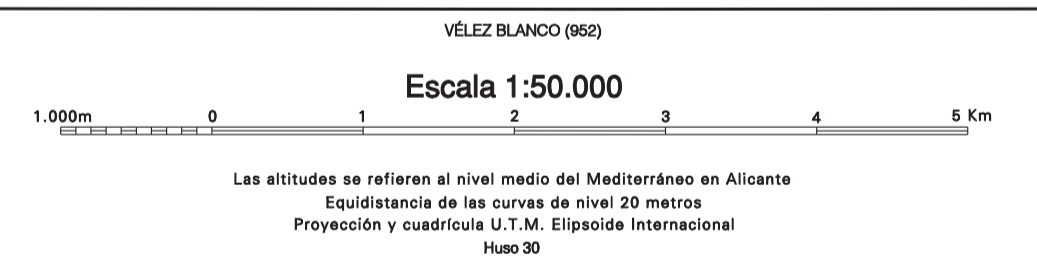 VÉLEZ BLANCO (952)
Escala 1:50.000
1.000m 0 1 2 3 4 5 Km
Las altitudes se refieren al nivel medio del Mediterráneo en Alicante
Equidistancia de las curvas de nivel 20 metros
Proyección y cuadrícula U.T.M. Elipsoide Internacional
Huso 30